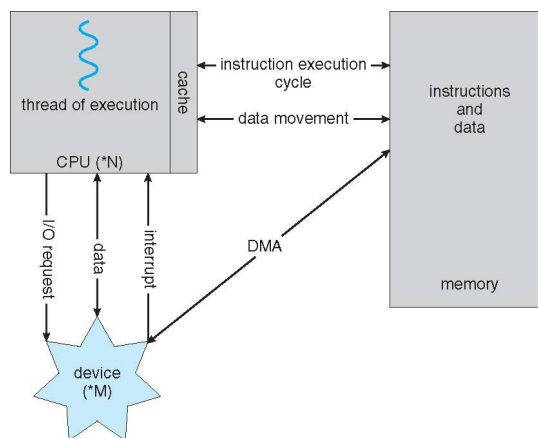 thread of execution
cache
CPU (*N)
instruction execution
cycle
data movement
instructions
and
data
memory
I/O request
data
interrupt
DMA
device
(*M)